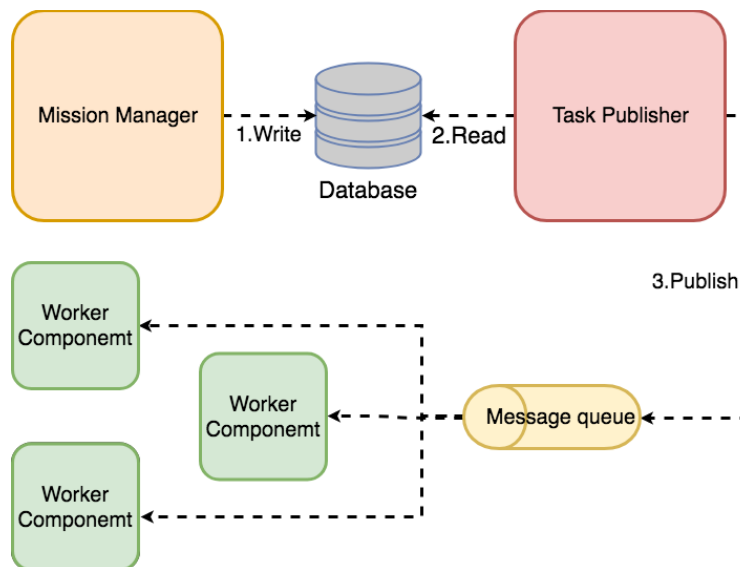 Mission Manager
1.Write
Database
2.Read
Task Publisher
3.Publish
Worker
Componemt
Worker
Componemt
Message queue
Worker
Componemt